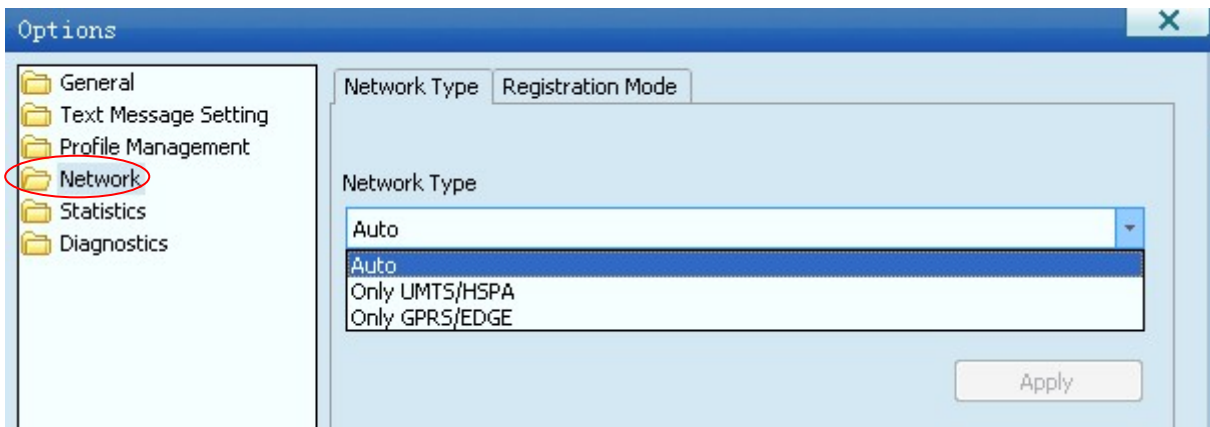 Options
General
Text Message Setting
Profile Management
Network
Statistics
Diagnostics
Network Type
Registration Mode
Network Type
Auto
Auto
Only UMTS/HSPA
Only GPRS/EDGE
Apply